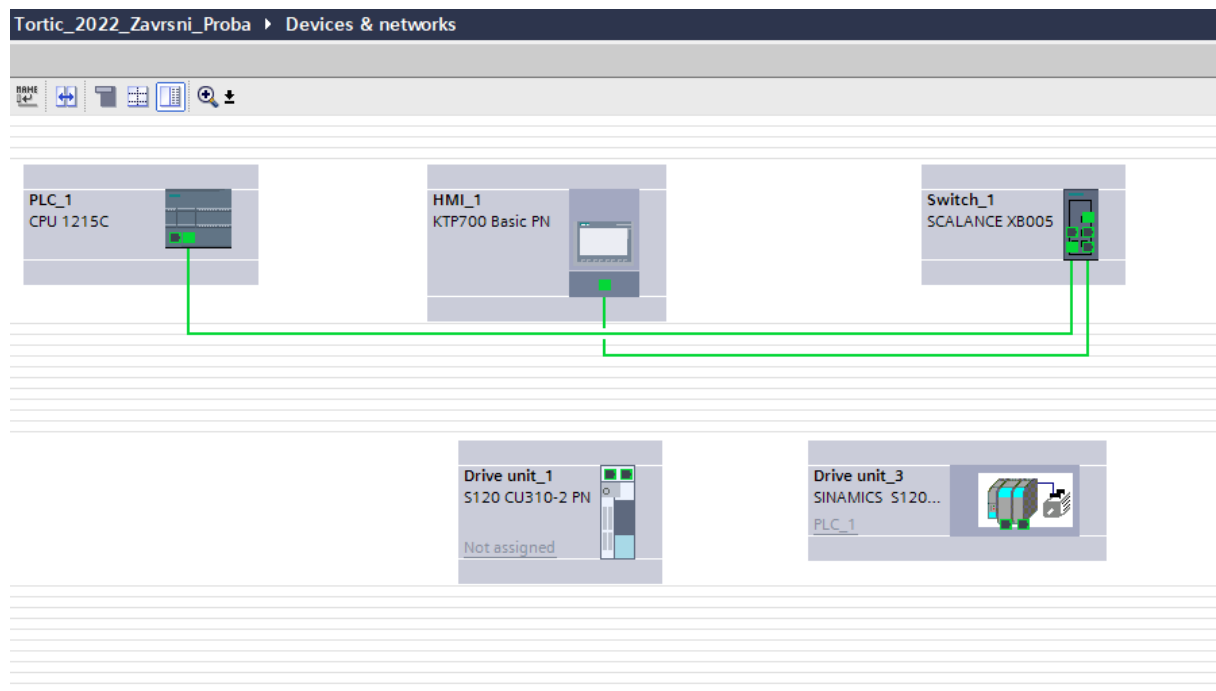 Tortic_2022_Zavrsni_Proba ▸ Devices & networks
PLC_1
CPU 1215C
HMI_1
KTP700 Basic PN
Switch_1
SCALANCE XB005
Drive unit_1
S120 CU310-2 PN
Not assigned
Drive unit_3
SINAMICS S120...
PLC_1